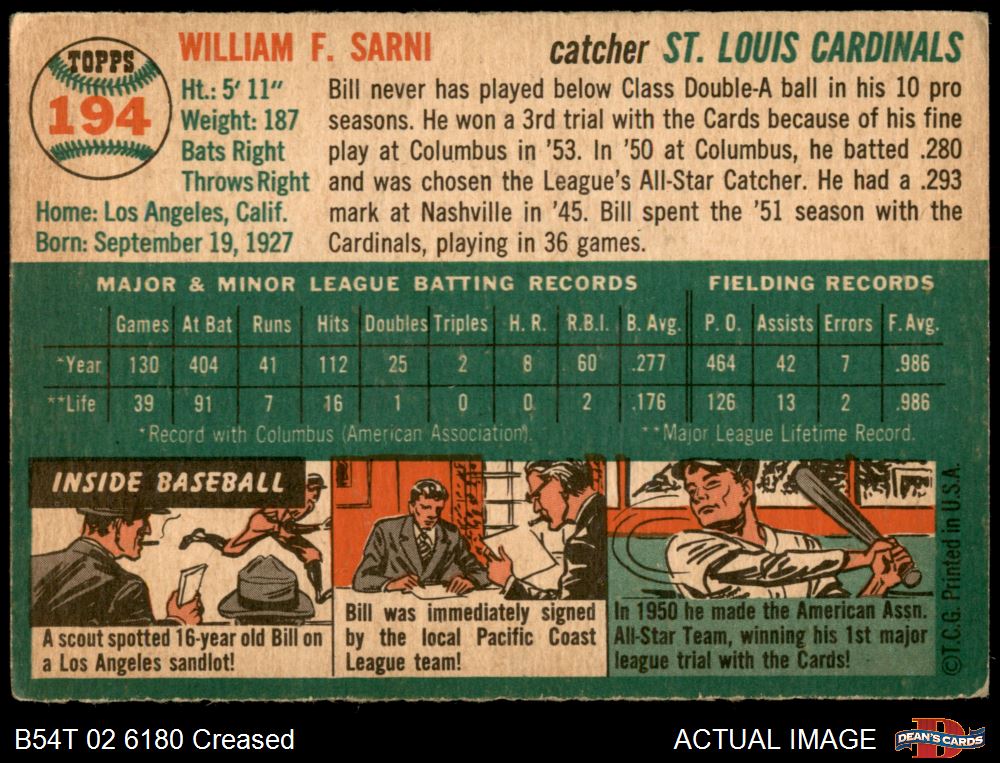 TOPPS
194
WILLIAM F. SARNI
catcher ST. LOUIS CARDINALS
Ht.: 5' 11"
Weight: 187
Bats Right
Throws Right
Home: Los Angeles, Calif.
Born: September 19, 1927
Bill never has played below Class Double-A ball in his 10 pro
seasons. He won a 3rd trial with the Cards because of his fine
play at Columbus in '53. In '50 at Columbus, he batted .280
and was chosen the League's All-Star Catcher. He had a .293
mark at Nashville in '45. Bill spent the '51 season with the
Cardinals, playing in 36 games.
MAJOR & MINOR LEAGUE BATTING RECORDS FIELDING RECORDS
Games At Bat Runs Hits Doubles Triples H. R. R.B.I. B. Avg. P. O. Assists Errors F. Avg.
*Year 130 404 41 112 25 2 8 60 .277 464 42 7 .986
**Life 39 91 7 16 1 0 0 2 .176 126 13 2 .986
*Record with Columbus (American Association). **Major League Lifetime Record.
INSIDE BASEBALL
A scout spotted 16-year old Bill on
a Los Angeles sandlot!
Bill was immediately signed
by the local Pacific Coast
League team!
In 1950 he made the American Assn.
All-Star Team, winning his 1st major
league trial with the Cards!
©T.C.G. Printed in U.S.A.
B54T 02 6180 Creased
ACTUAL IMAGE
DEAN'S CARDS